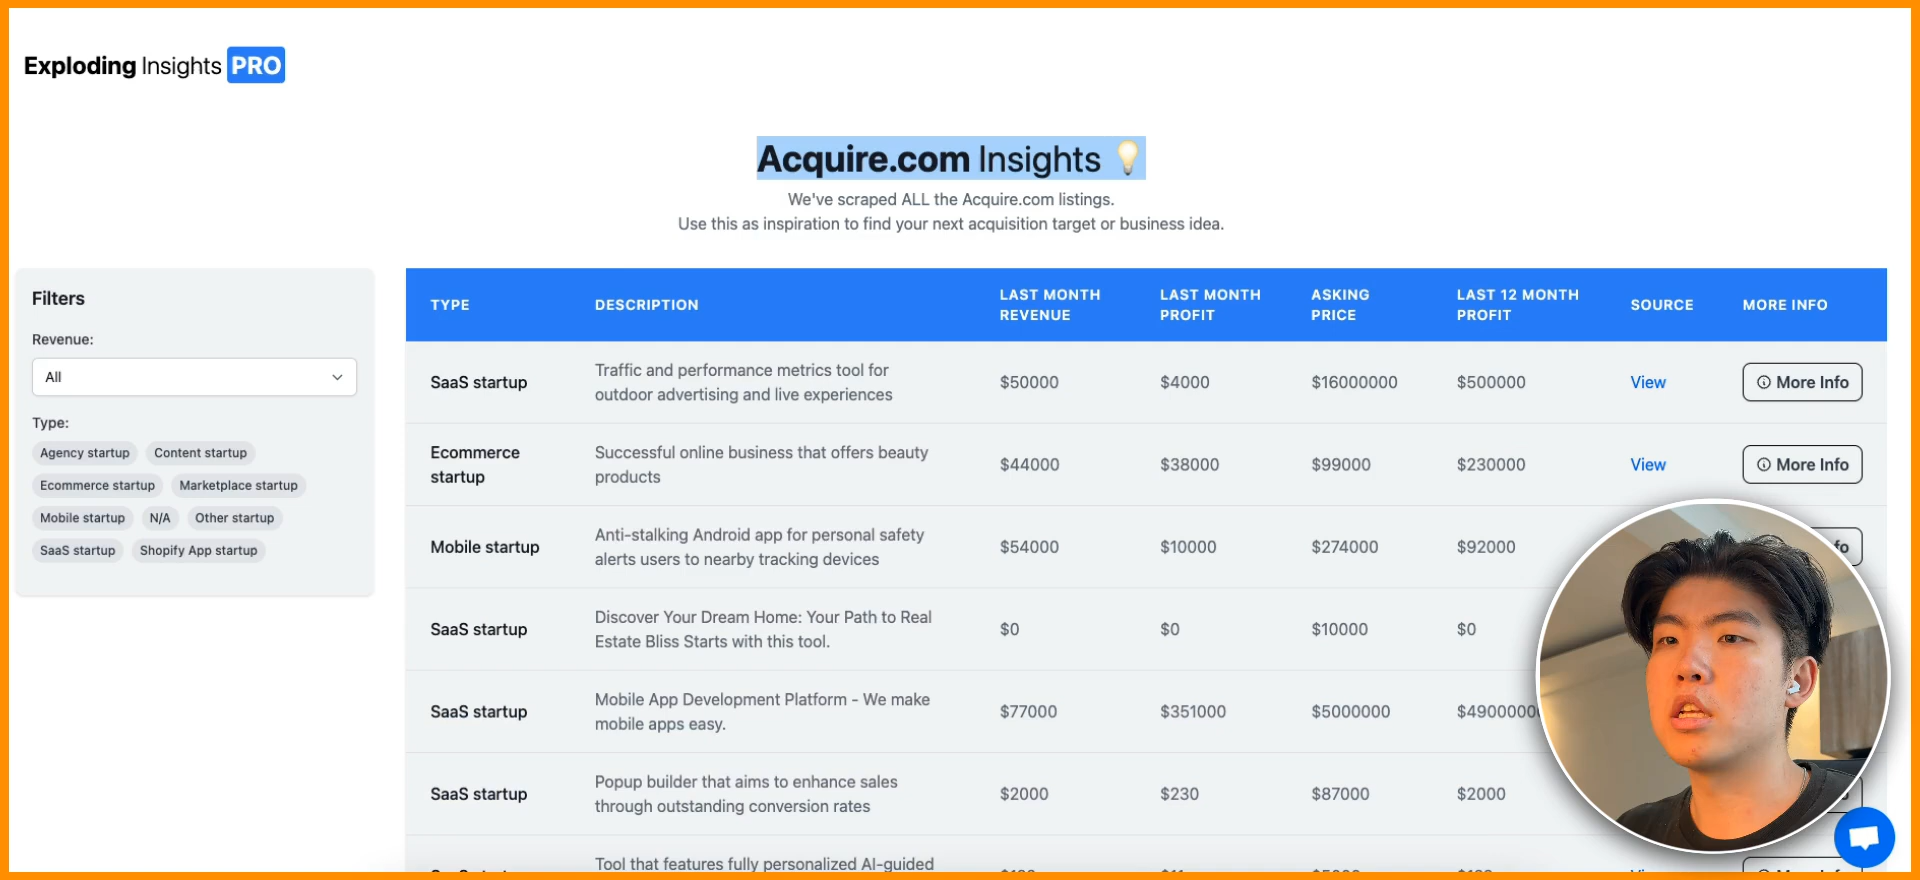 Exploding Insights PRO
Acquire.com Insights
We've scraped ALL the Acquire.com listings.
Use this as inspiration to find your next acquisition target or business idea.
Filters
Revenue:
All
Type:
Agency startup
Content startup
Ecommerce startup
Marketplace startup
Mobile startup
N/A
Other startup
SaaS startup
Shopify App startup
TYPE
DESCRIPTION
LAST MONTH
REVENUE
LAST MONTH
PROFIT
ASKING
PRICE
LAST 12 MONTH
PROFIT
SOURCE
MORE INFO
SaaS startup
Traffic and performance metrics tool for
outdoor advertising and live experiences
$50000
$4000
$16000000
$500000
View
More Info
Ecommerce
startup
Successful online business that offers beauty
products
$44000
$38000
$99000
$230000
View
More Info
Mobile startup
Anti-stalking Android app for personal safety
alerts users to nearby tracking devices
$54000
$10000
$274000
$92000
SaaS startup
Discover Your Dream Home: Your Path to Real
Estate Bliss Starts with this tool.
$0
$0
$10000
$0
SaaS startup
Mobile App Development Platform - We make
mobile apps easy.
$77000
$351000
$5000000
SaaS startup
Popup builder that aims to enhance sales
through outstanding conversion rates
$2000
$230
$87000
$2000
Tool that features fully personalized AI-guided